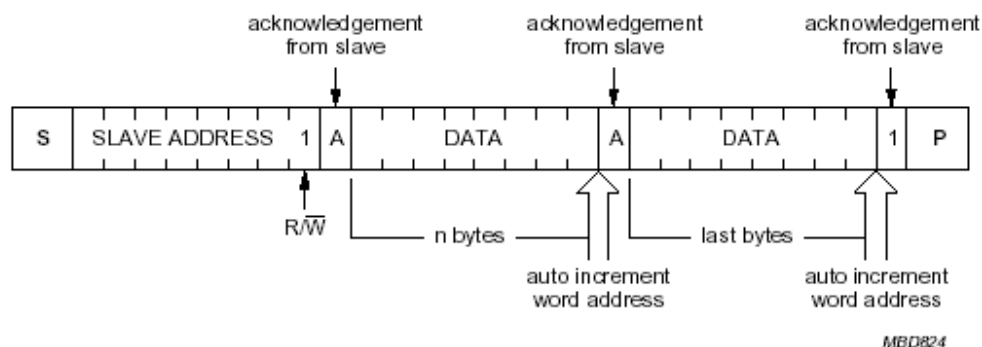 acknowledgement
from slave
acknowledgement
from slave
acknowledgement
from slave
S SLAVE ADDRESS 1 A DATA A DATA 1 P
R/W̅
n bytes
last bytes
auto increment
word address
auto increment
word address
MBD824